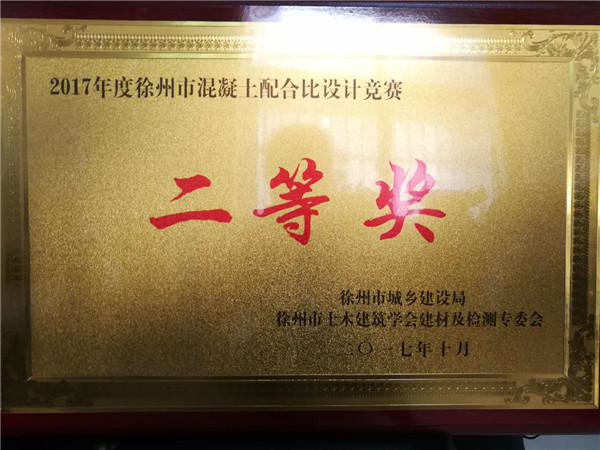 2017年度徐州市混凝土配合比设计竞赛
二等奖
徐州市城乡建设局
徐州市土木建筑学会建材及检测专委会
二〇一七年十月